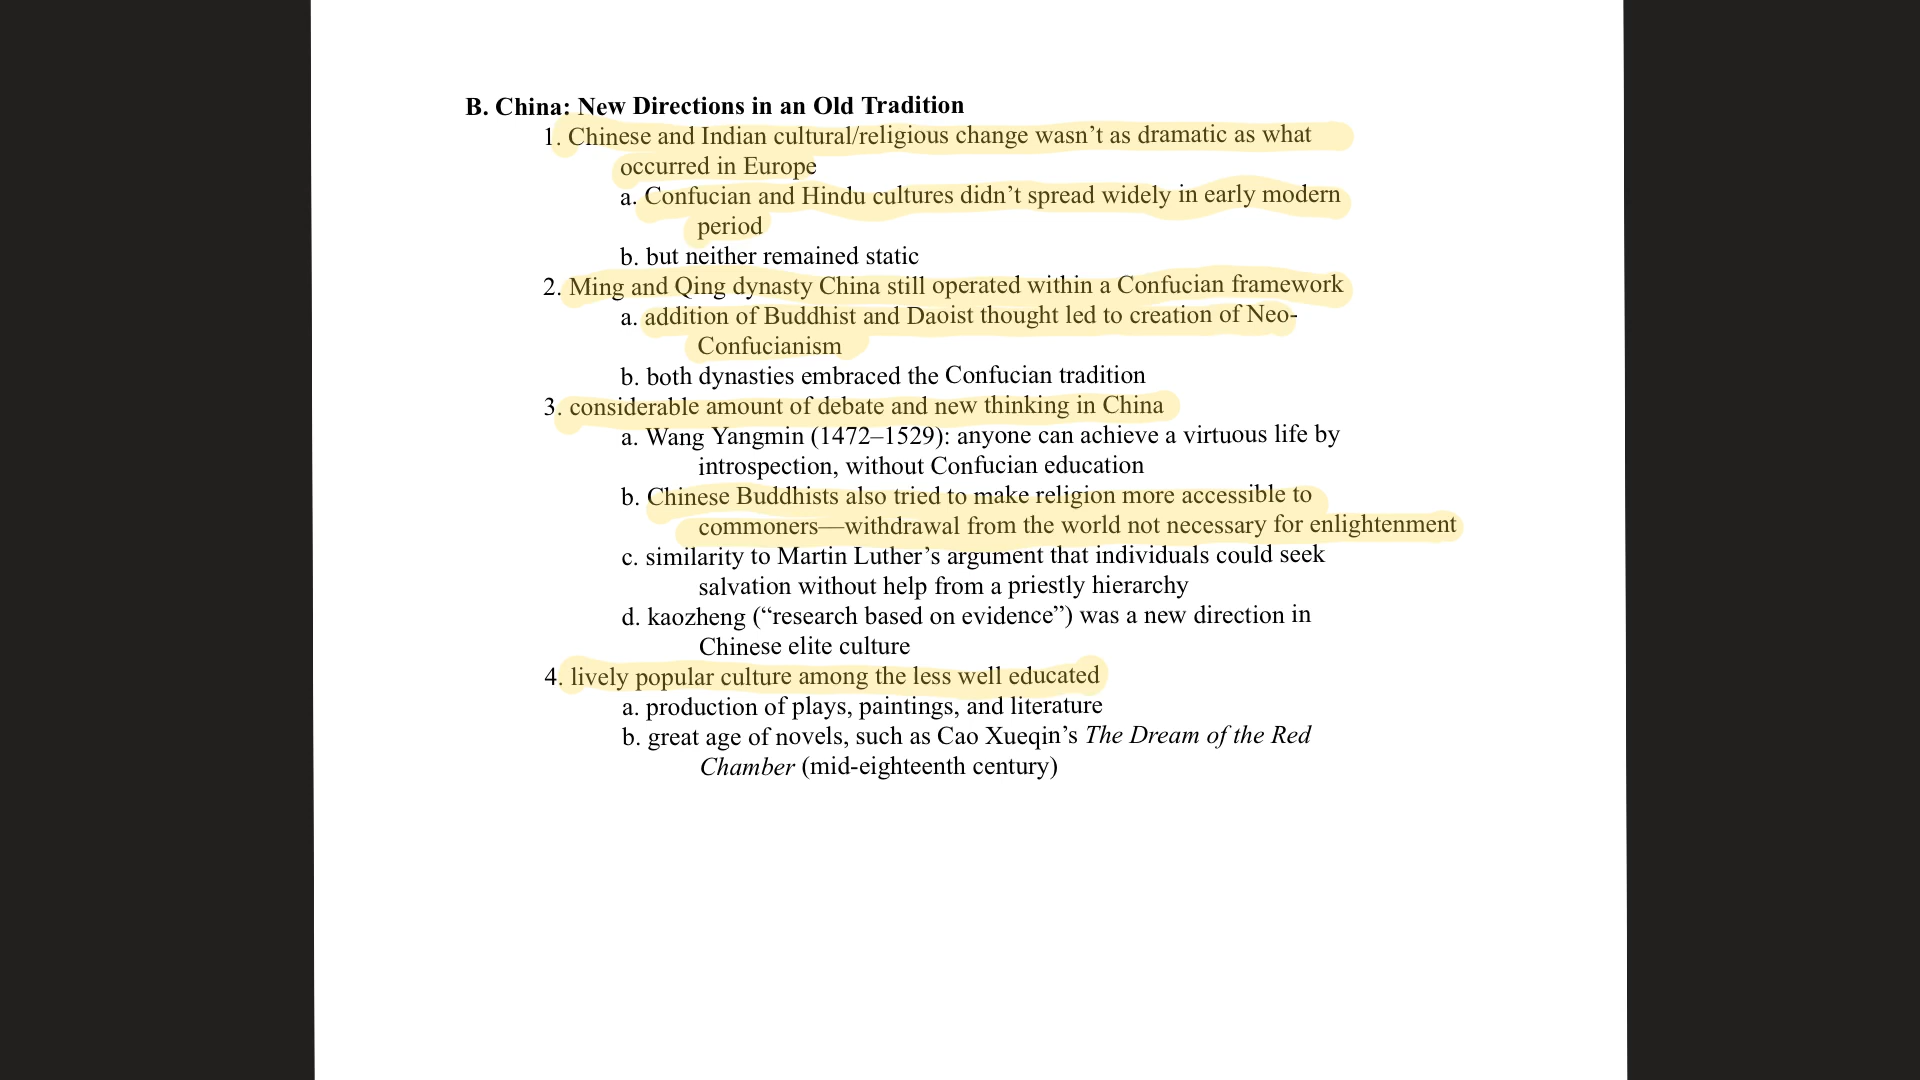 B. China: New Directions in an Old Tradition
1. Chinese and Indian cultural/religious change wasn’t as dramatic as what
occurred in Europe
a. Confucian and Hindu cultures didn’t spread widely in early modern
period
b. but neither remained static
2. Ming and Qing dynasty China still operated within a Confucian framework
a. addition of Buddhist and Daoist thought led to creation of Neo-
Confucianism
b. both dynasties embraced the Confucian tradition
3. considerable amount of debate and new thinking in China
a. Wang Yangmin (1472–1529): anyone can achieve a virtuous life by
introspection, without Confucian education
b. Chinese Buddhists also tried to make religion more accessible to
commoners—withdrawal from the world not necessary for enlightenment
c. similarity to Martin Luther’s argument that individuals could seek
salvation without help from a priestly hierarchy
d. kaozheng (“research based on evidence”) was a new direction in
Chinese elite culture
4. lively popular culture among the less well educated
a. production of plays, paintings, and literature
b. great age of novels, such as Cao Xueqin’s The Dream of the Red
Chamber (mid-eighteenth century)